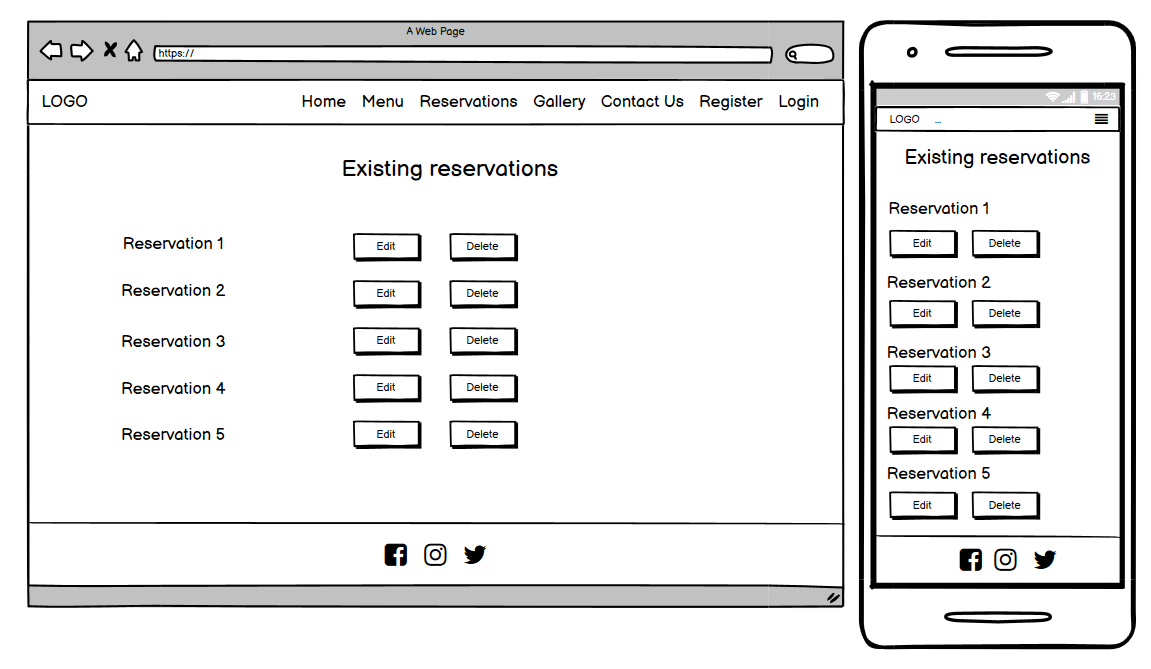 A Web Page
https://
LOGO Home Menu Reservations Gallery Contact Us Register Login
Existing reservations
Reservation 1 Edit Delete
Reservation 2 Edit Delete
Reservation 3 Edit Delete
Reservation 4 Edit Delete
Reservation 5 Edit Delete
16:23
LOGO ...
Existing reservations
Reservation 1
Edit Delete
Reservation 2
Edit Delete
Reservation 3
Edit Delete
Reservation 4
Edit Delete
Reservation 5
Edit Delete